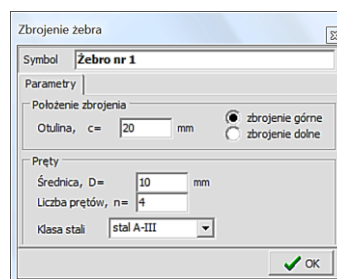 Zbrojenie żebra
Symbol Żebro nr 1
Parametry
Położenie zbrojenia
Otulina, c= 20 mm
zbrojenie górne
zbrojenie dolne
Pręty
Średnica, D= 10 mm
Liczba prętów, n= 4
Klasa stali stal A-III
OK